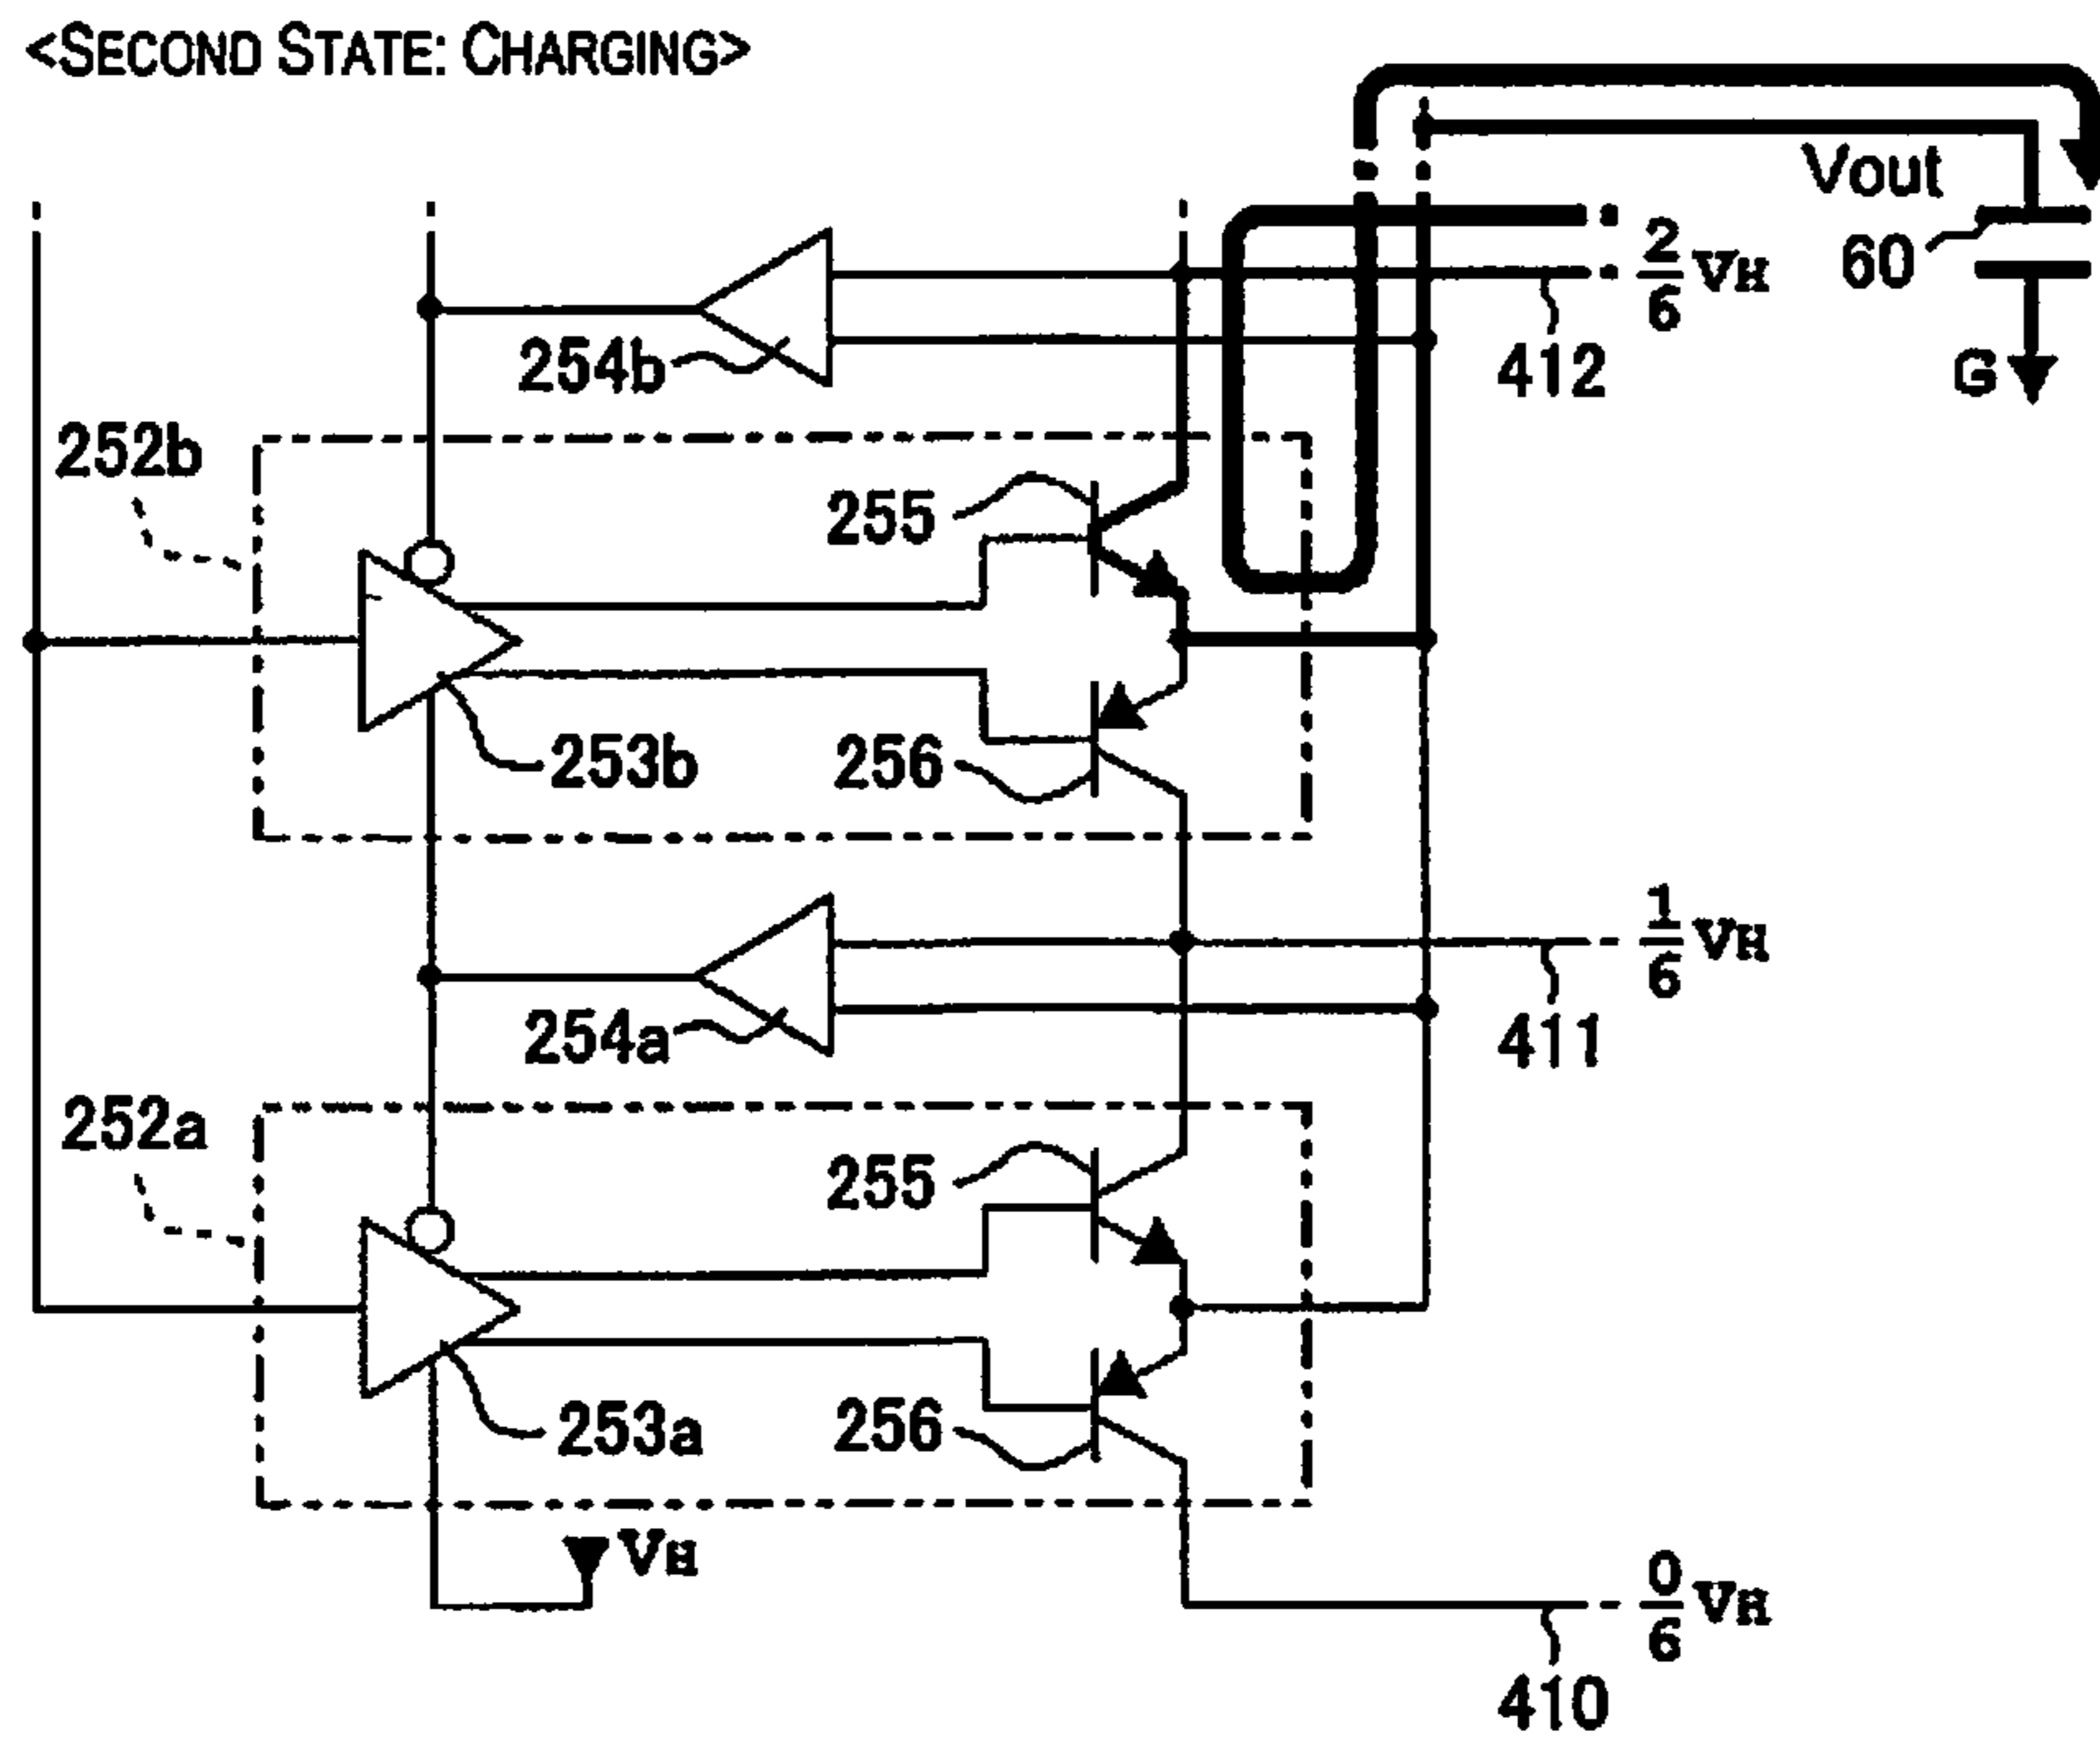 <SECOND STATE: CHARGING>
Vout
60
2/6 VH
G
254b
412
252b
255
253b
256
1/6 VH
254a
411
252a
255
253a
256
VH
0/6 VH
410